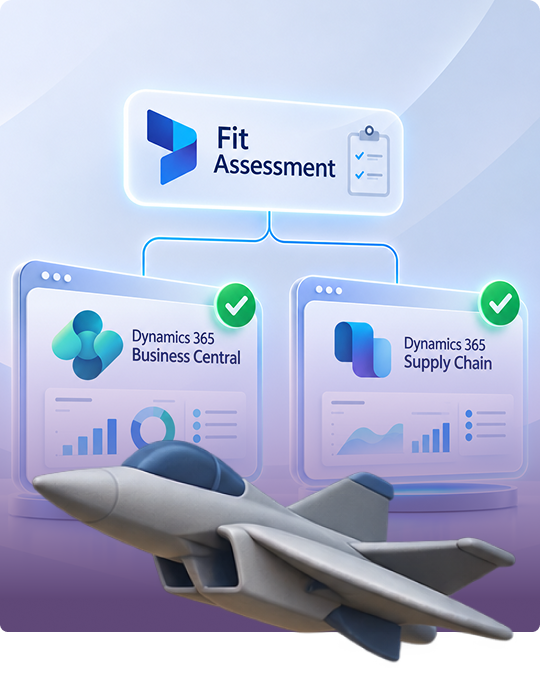 Fit
Assessment
Dynamics 365
Business Central
Dynamics 365
Supply Chain